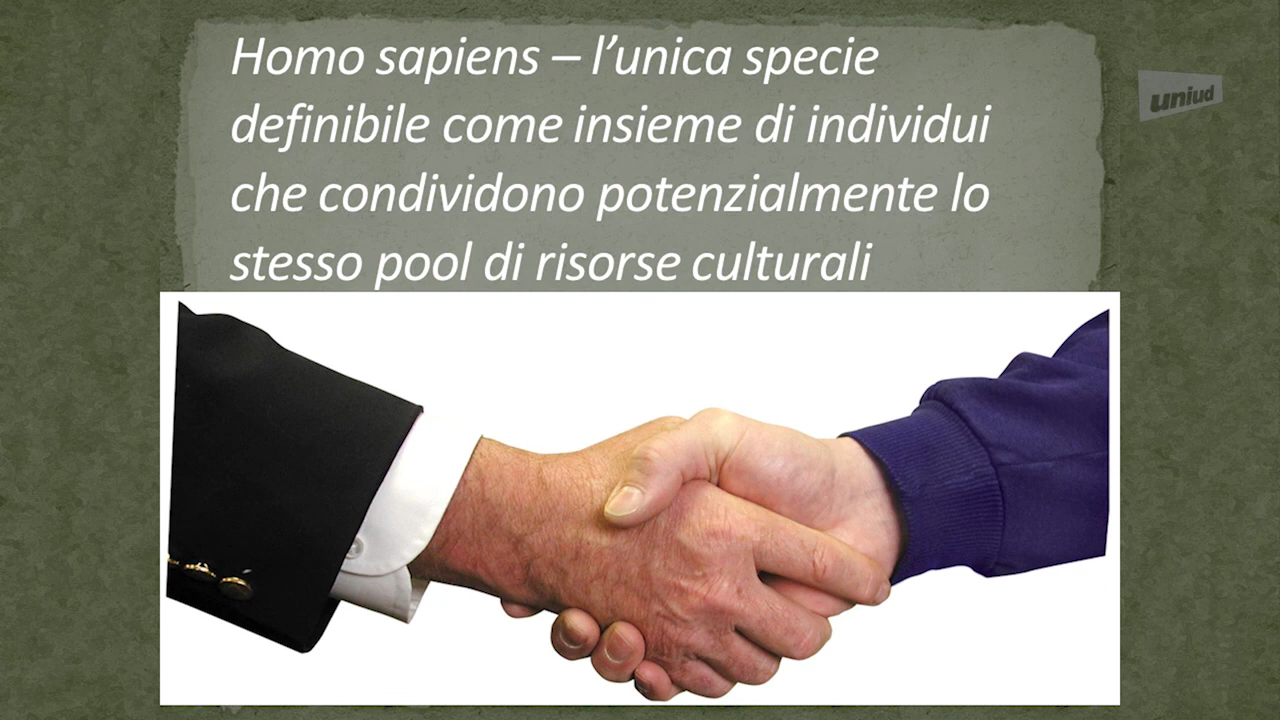 Homo sapiens – l’unica specie
definibile come insieme di individui
che condividono potenzialmente lo
stesso pool di risorse culturali
uniud